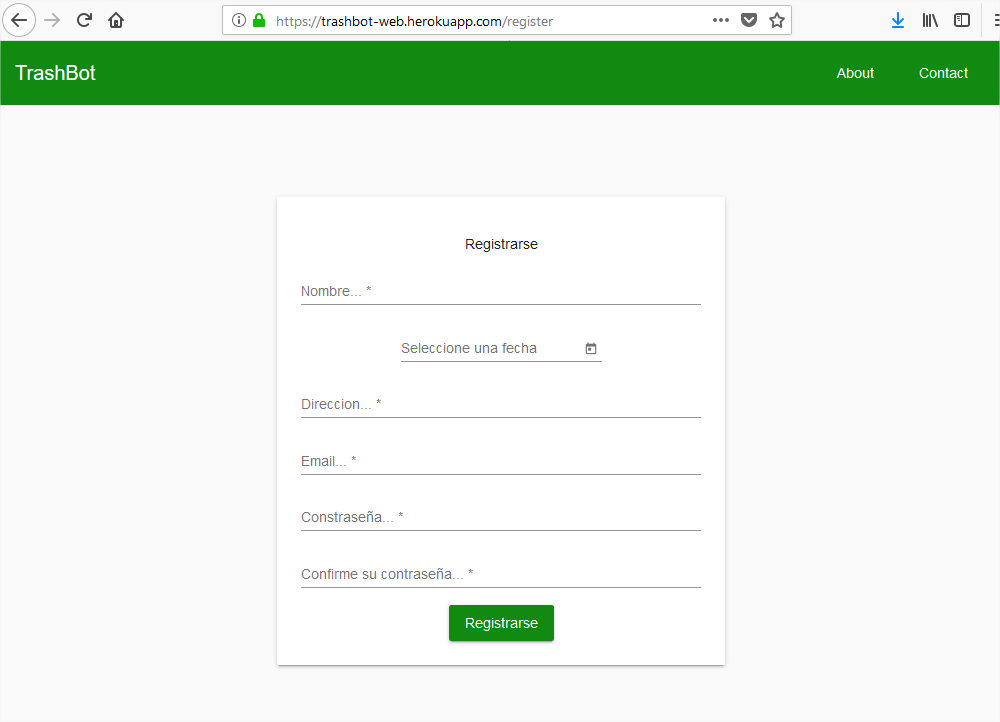 https://trashbot-web.herokuapp.com/register
TrashBot
About
Contact
Registrarse
Nombre... *
Seleccione una fecha
Direccion... *
Email... *
Constraseña... *
Confirme su contraseña... *
Registrarse